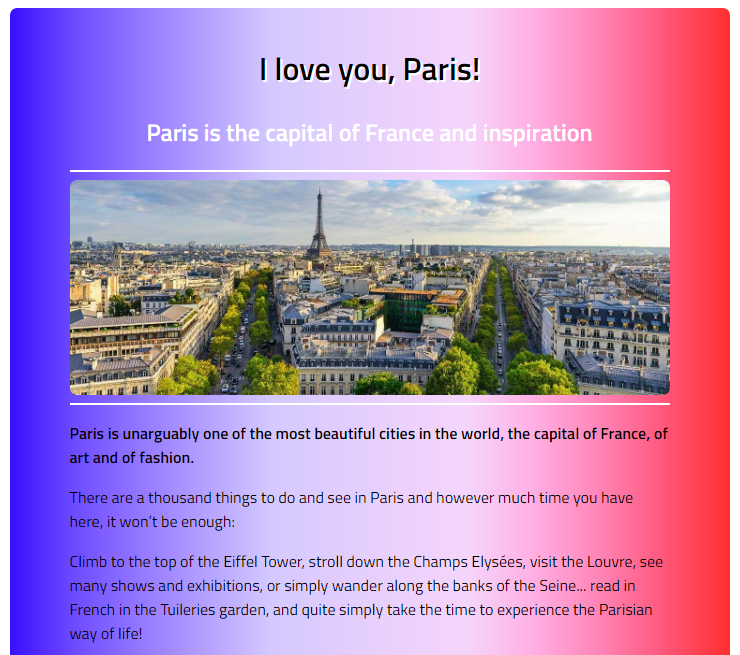 I love you, Paris!
Paris is the capital of France and inspiration
Paris is unarguably one of the most beautiful cities in the world, the capital of France, of
art and of fashion.
There are a thousand things to do and see in Paris and however much time you have
here, it won’t be enough:
Climb to the top of the Eiffel Tower, stroll down the Champs Elysées, visit the Louvre, see
many shows and exhibitions, or simply wander along the banks of the Seine... read in
French in the Tuileries garden, and quite simply take the time to experience the Parisian
way of life!